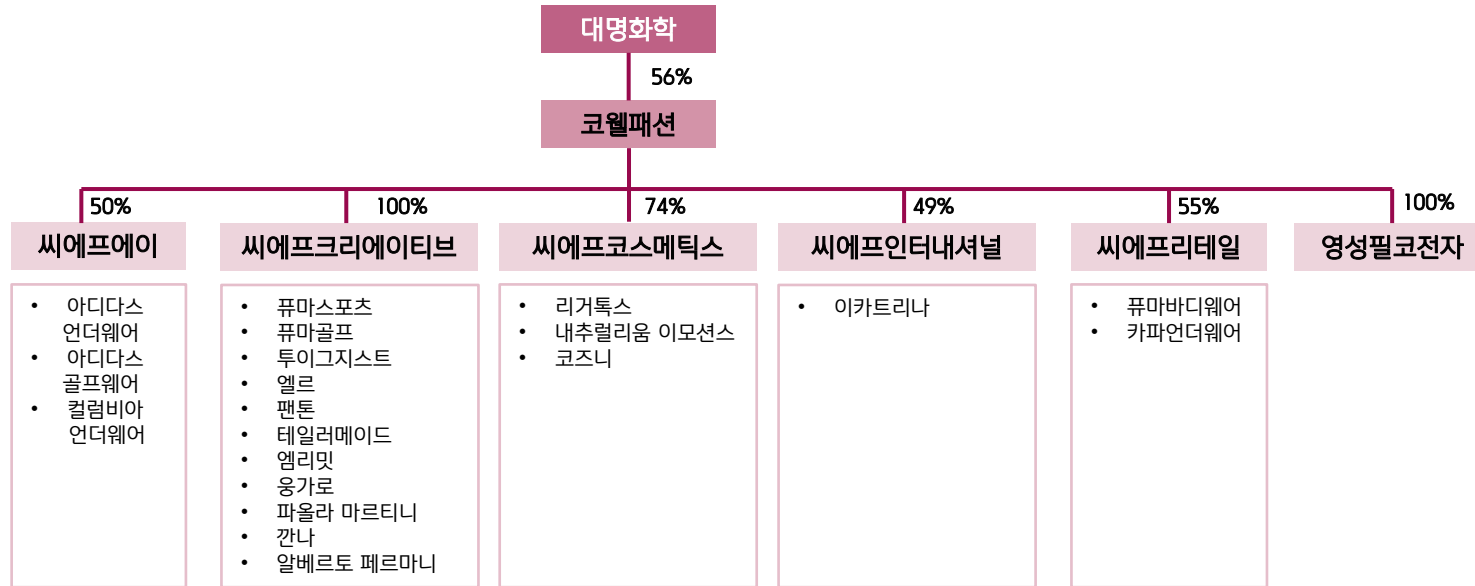 대명화학
56%
코웰패션
50%
100%
74%
49%
55%
100%
씨에프에이
씨에프크리에이티브
씨에프코스메틱스
씨에프인터내셔널
씨에프리테일
영성필코전자
• 아디다스
언더웨어
• 아디다스
골프웨어
• 컬럼비아
언더웨어
• 퓨마스포츠
• 퓨마골프
• 투이그지스트
• 엘르
• 팬톤
• 테일러메이드
• 엠리밋
• 웅가로
• 파올라 마르티니
• 깐나
• 알베르토 페르마니
• 리거톡스
• 내추럴리움 이모션스
• 코즈니
• 이카트리나
• 퓨마바디웨어
• 카파언더웨어